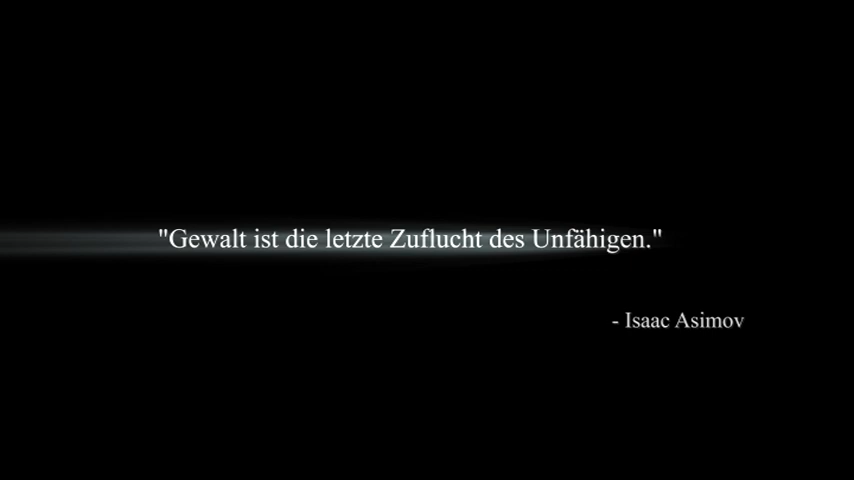 "Gewalt ist die letzte Zuflucht des Unfähigen."
- Isaac Asimov